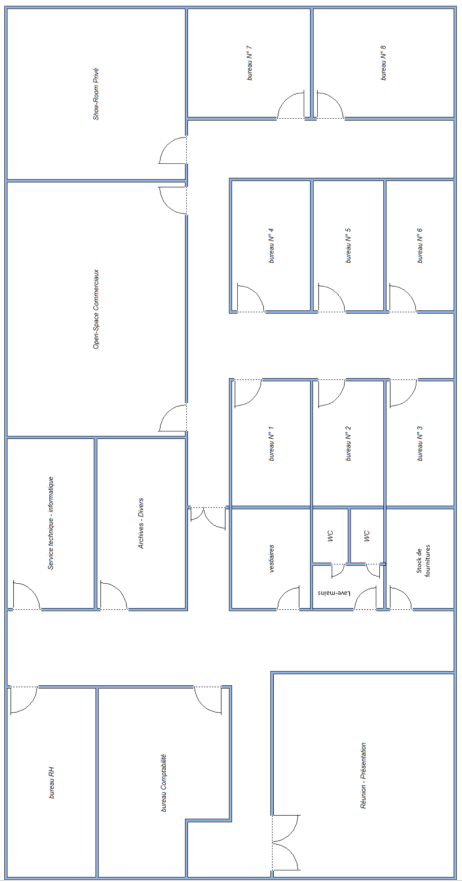 Show-Room Privé
bureau N° 7
bureau N° 8
Open-Space Commerciaux
bureau N° 4
bureau N° 5
bureau N° 6
bureau N° 1
bureau N° 2
bureau N° 3
Service technique - informatique
Archives - Divers
vestiaires
WC
WC
Lave-mains
Stock de
fournitures
bureau RH
bureau Comptabilité
Réunion - Présentation